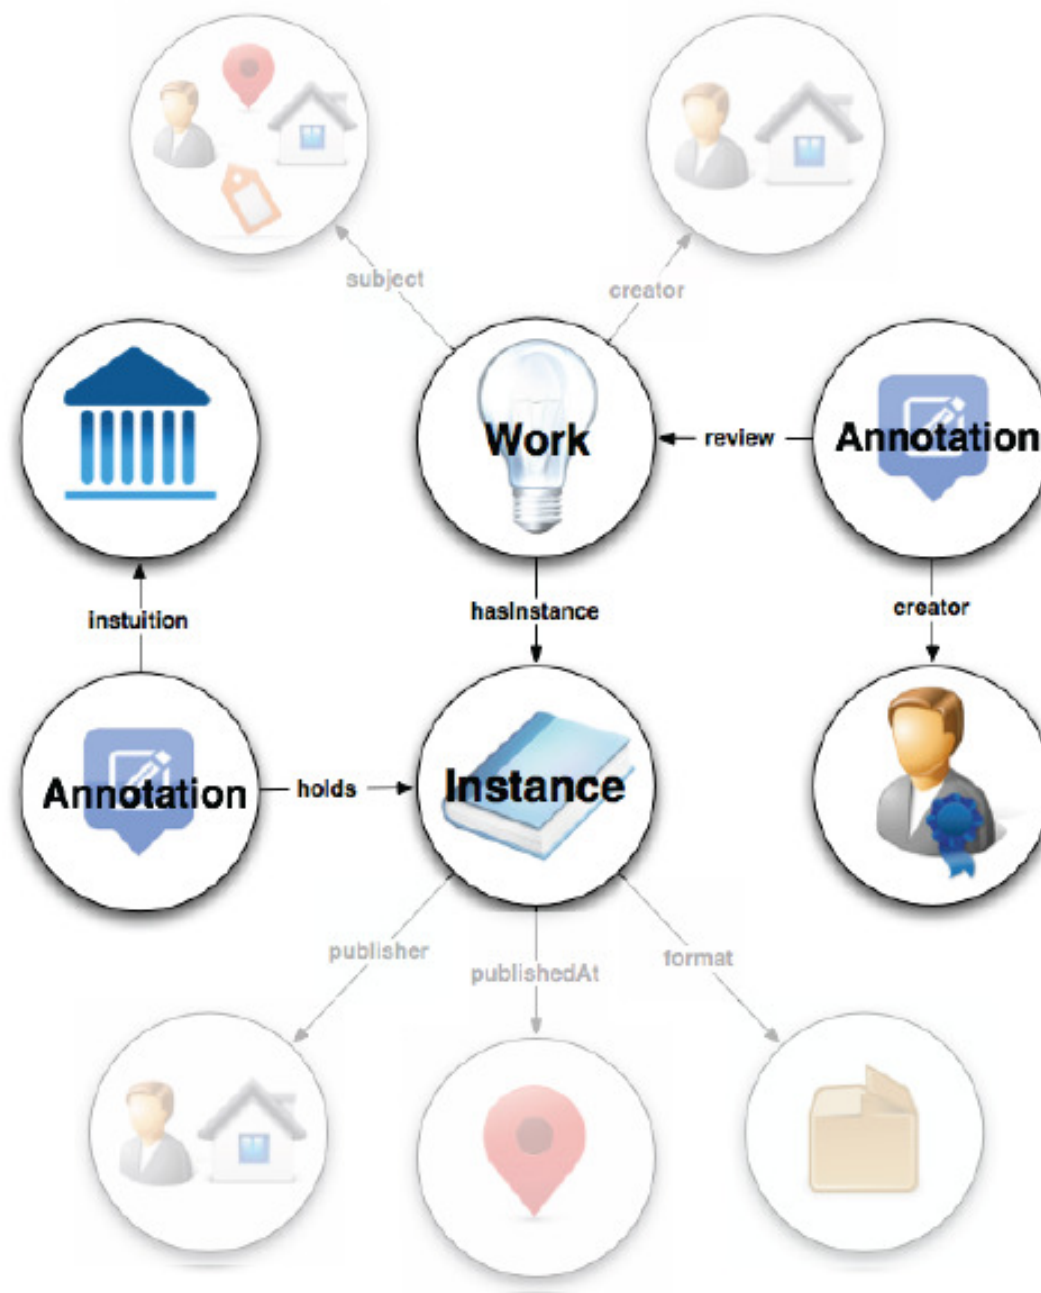 subject
creator
Work
review
Annotation
instuition
hasInstance
creator
Annotation
holds
Instance
publisher
publishedAt
format